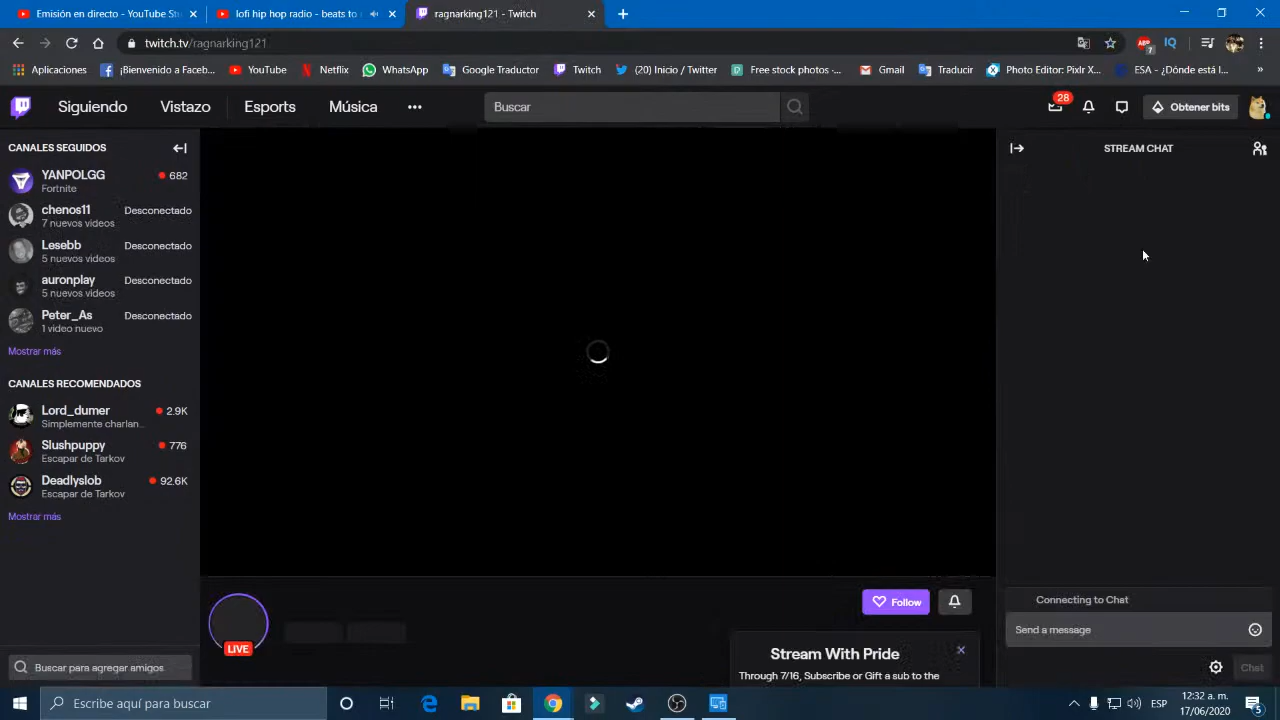 Emisión en directo - YouTube St
lofi hip hop radio - beats to
ragnarking121 - Twitch
twitch.tv/ragnarking121
ABP
7
IQ
Aplicaciones
¡Bienvenido a Faceb...
YouTube
Netflix
WhatsApp
Google Traductor
Twitch
(20) Inicio / Twitter
Free stock photos -...
Gmail
Traducir
Photo Editor: Pixlr X...
ESA - ¿Dónde está l...
»
Siguiendo
Vistazo
Esports
Música
Buscar
28
Obtener bits
CANALES SEGUIDOS
YANPOLGG
682
Fortnite
chenos11
Desconectado
7 nuevos videos
Lesebb
Desconectado
5 nuevos videos
auronplay
Desconectado
5 nuevos videos
Peter_As
Desconectado
1 video nuevo
Mostrar más
CANALES RECOMENDADOS
Lord_dumer
2.9K
Simplemente charlan...
Slushpuppy
776
Escapar de Tarkov
Deadlyslob
92.6K
Escapar de Tarkov
Mostrar más
Buscar para agregar amigos
LIVE
Follow
Stream With Pride
Through 7/16, Subscribe or Gift a sub to the
STREAM CHAT
Connecting to Chat
Send a message
Chat
Escribe aquí para buscar
ESP
12:32 a. m.
17/06/2020
5